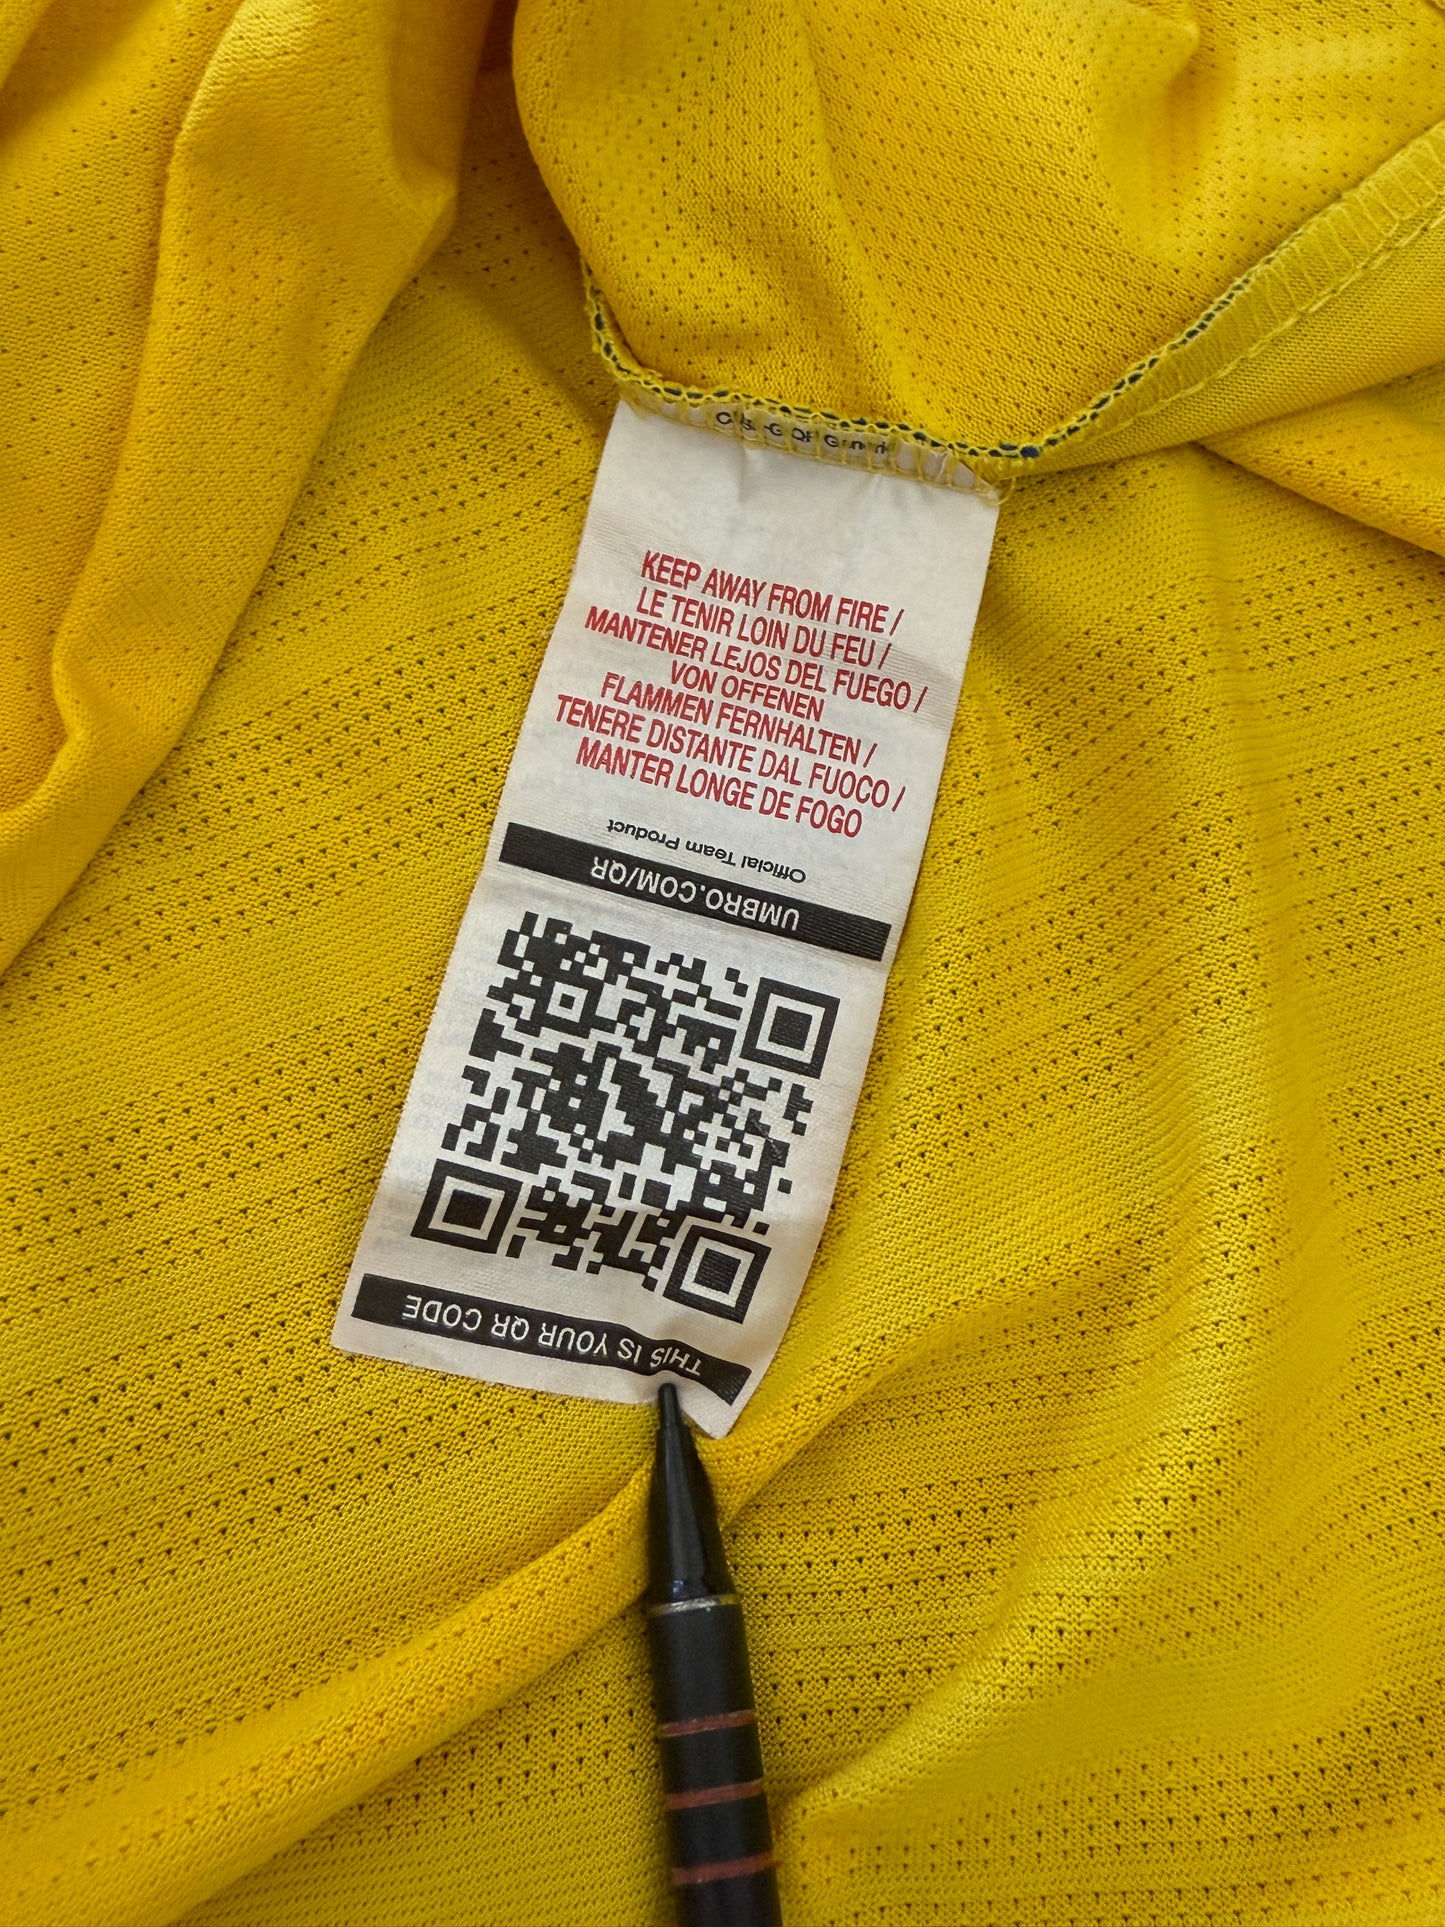 KEEP AWAY FROM FIRE /
LE TENIR LOIN DU FEU /
MANTENER LEJOS DEL FUEGO /
VON OFFENEN
FLAMMEN FERNHALTEN /
TENERE DISTANTE DAL FUOCO /
MANTER LONGE DE FOGO
Official Team Product
UMBRO.COM/QR
THIS IS YOUR QR CODE